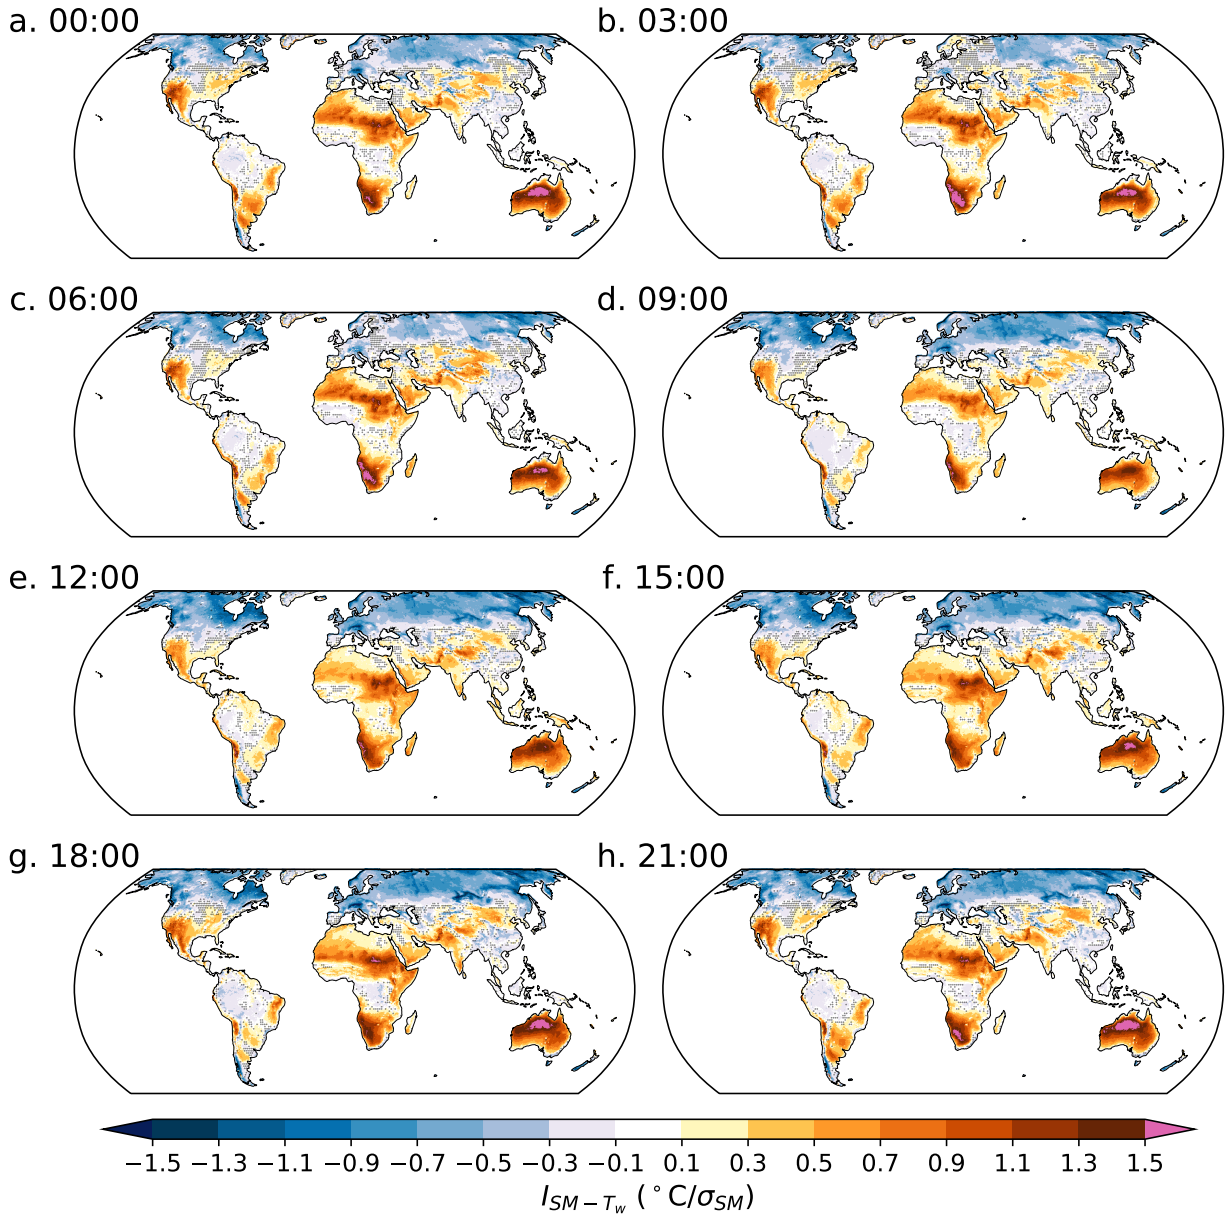 a. 00:00
b. 03:00
c. 06:00
d. 09:00
e. 12:00
f. 15:00
g. 18:00
h. 21:00
−1.5 −1.3 −1.1 −0.9 −0.7 −0.5 −0.3 −0.1 0.1 0.3 0.5 0.7 0.9 1.1 1.3 1.5
I_{SM−T_w} (°C/σ_{SM})